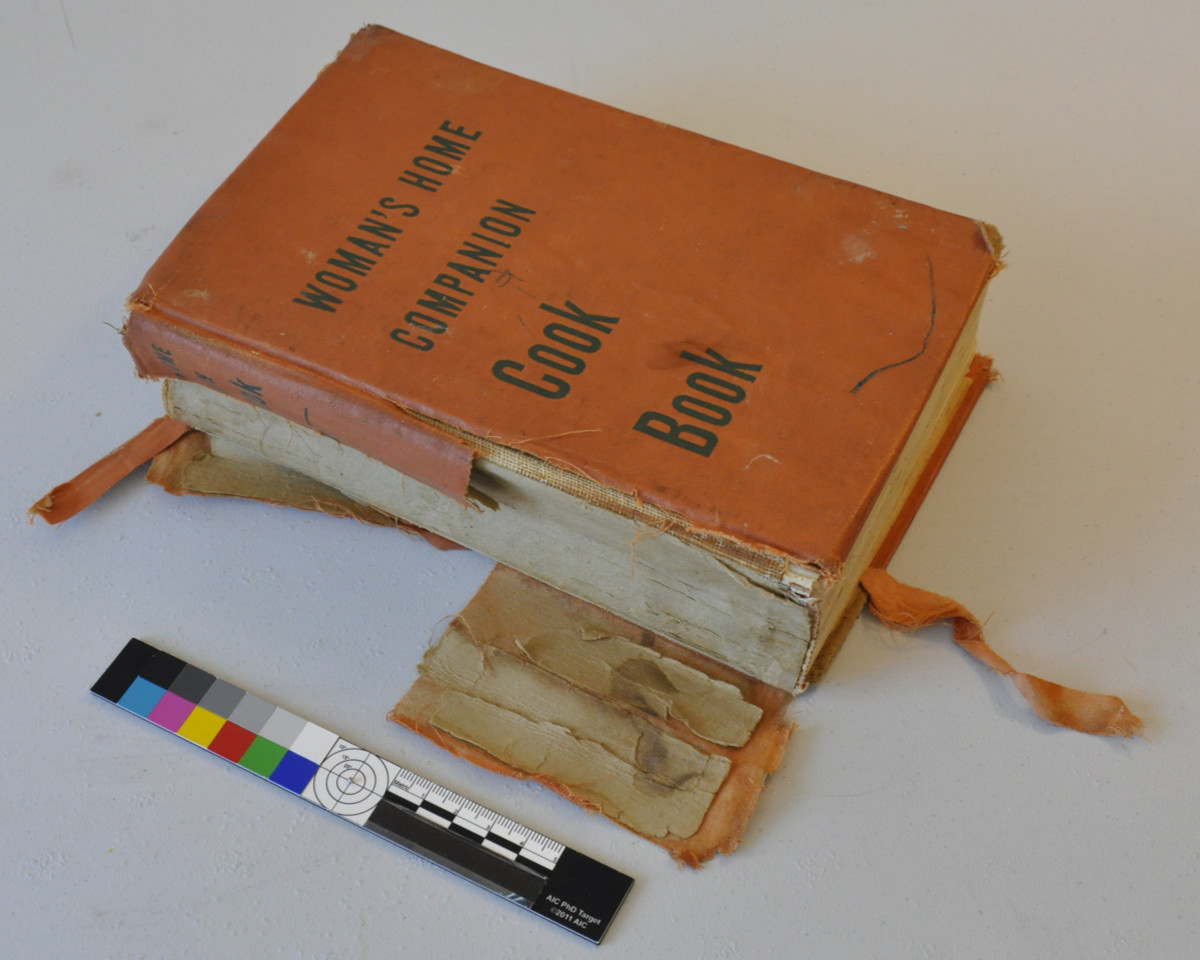 WOMAN'S HOME
COMPANION
Cook
Book
AIC PhD Target
©2011 AIC